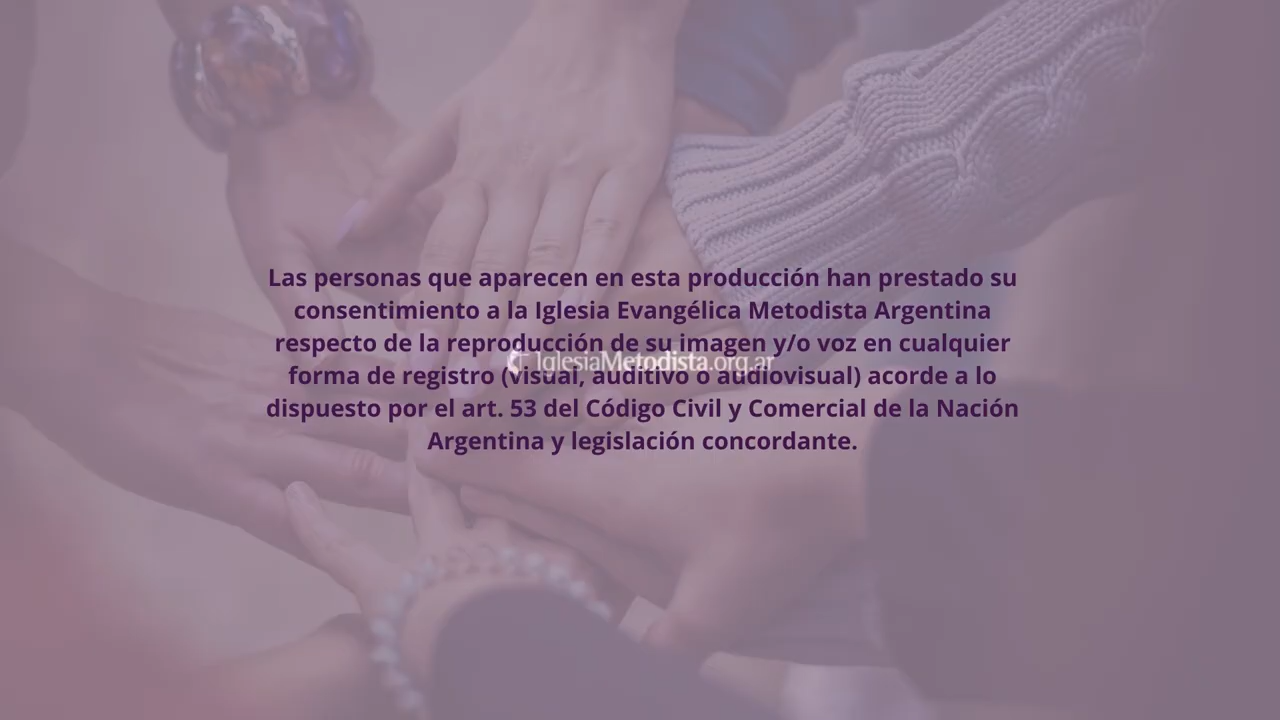 Las personas que aparecen en esta producción han prestado su
consentimiento a la Iglesia Evangélica Metodista Argentina
respecto de la reproducción de su imagen y/o voz en cualquier
IglesiaMetodista.org.ar
forma de registro (visual, auditivo o audiovisual) acorde a lo
dispuesto por el art. 53 del Código Civil y Comercial de la Nación
Argentina y legislación concordante.